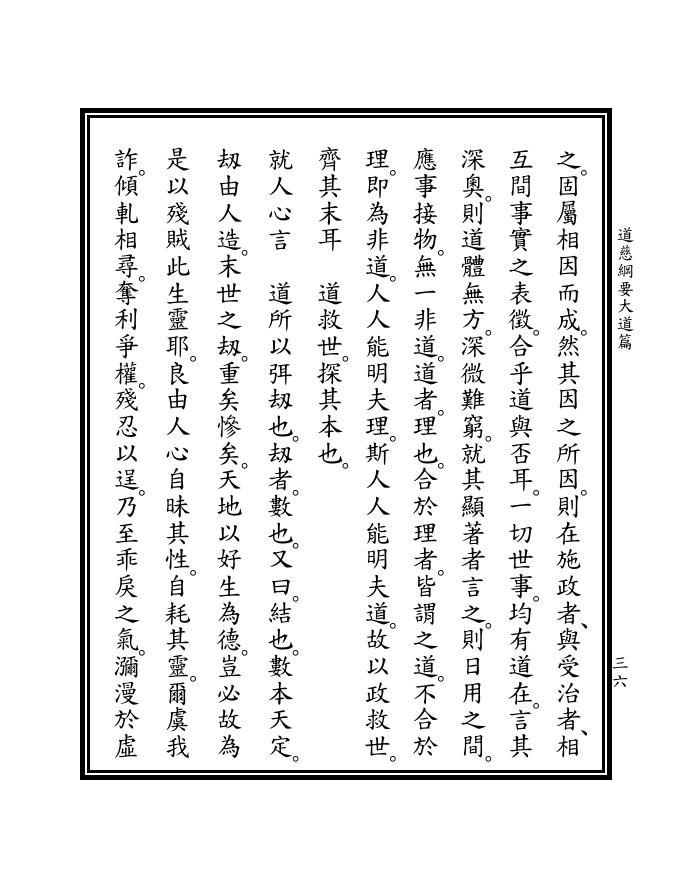 道慈綱要大道篇
三六
之。固屬相因而成。然其因之所因。則在施政者、與受治者、相
互間事實之表徵。合乎道與否耳。一切世事。均有道在。言其
深奧。則道體無方。深微難窮。就其顯著者言之。則日用之間。
應事接物。無一非道。道者。理也。合於理者。皆謂之道。不合於
理。即為非道。人人能明夫理。斯人人能明夫道。故以政救世。
齊其末耳　道救世。探其本也。
就人心言　道所以弭刼也。刼者。數也。又曰。結也。數本天定。
刼由人造。末世之刼。重矣慘矣。天地以好生為德。豈必故為
是以殘賊此生靈耶。良由人心自昧其性。自耗其靈。爾虞我
詐。傾軋相尋。奪利爭權。殘忍以逞。乃至乖戾之氣。瀰漫於虛